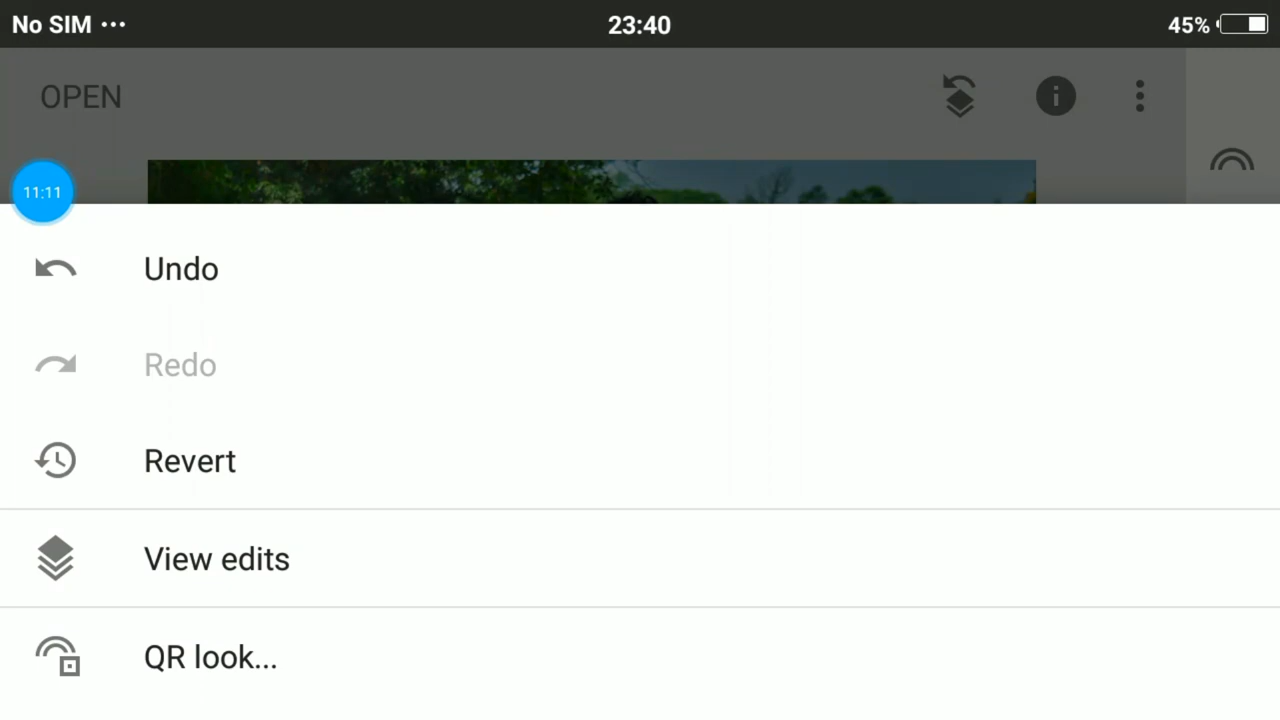 No SIM ••• 23:40 45%
OPEN
11:11
Undo
Redo
Revert
View edits
QR look...